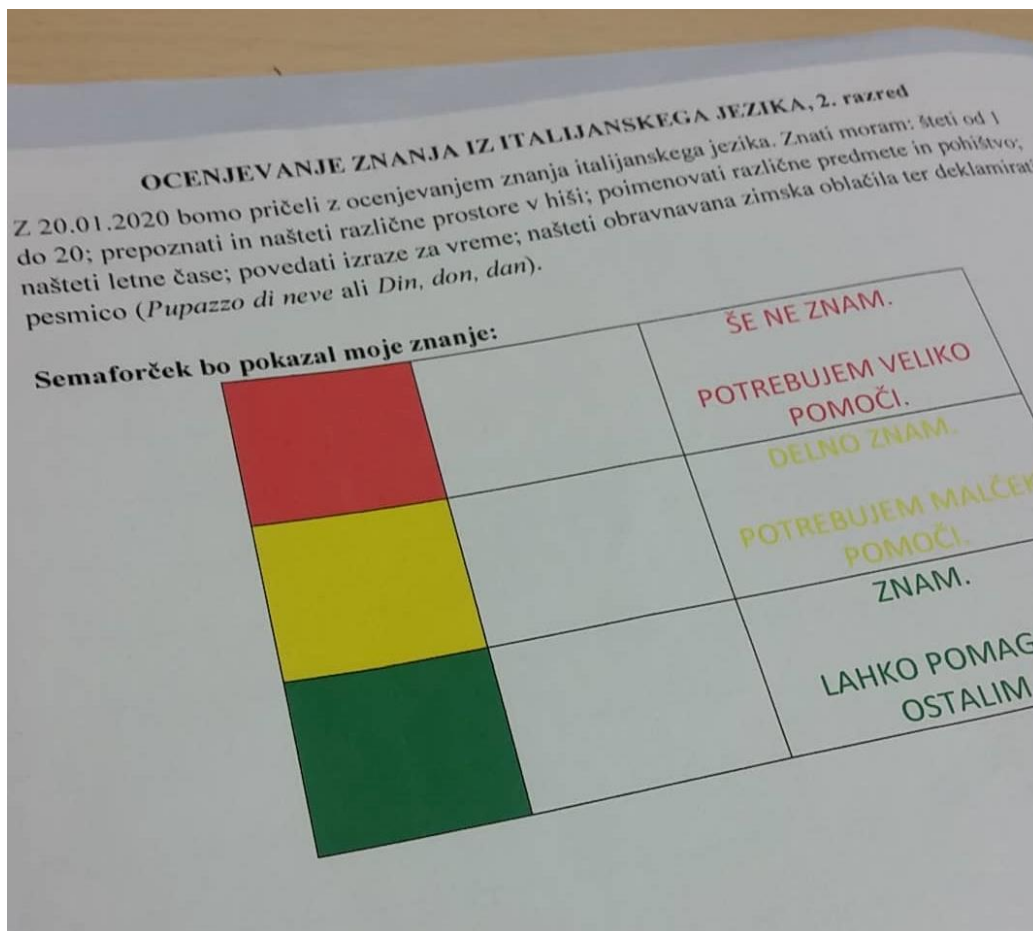 OCENJEVANJE ZNANJA IZ ITALIJANSKEGA JEZIKA, 2. razred
Z 20.01.2020 bomo pričeli z ocenjevanjem znanja italijanskega jezika. Znati moram: šteti od 1
do 20; prepoznati in našteti različne prostore v hiši; poimenovati različne predmete in pohištvo;
našteti letne čase; povedati izraze za vreme; našteti obravnavana zimska oblačila ter deklamirati
pesmico (Pupazzo di neve ali Din, don, dan).
Semaforček bo pokazal moje znanje:
ŠE NE ZNAM.
POTREBUJEM VELIKO
POMOČI.
DELNO ZNAM.
POTREBUJEM MALČEK
POMOČI.
ZNAM.
LAHKO POMAG
OSTALIM